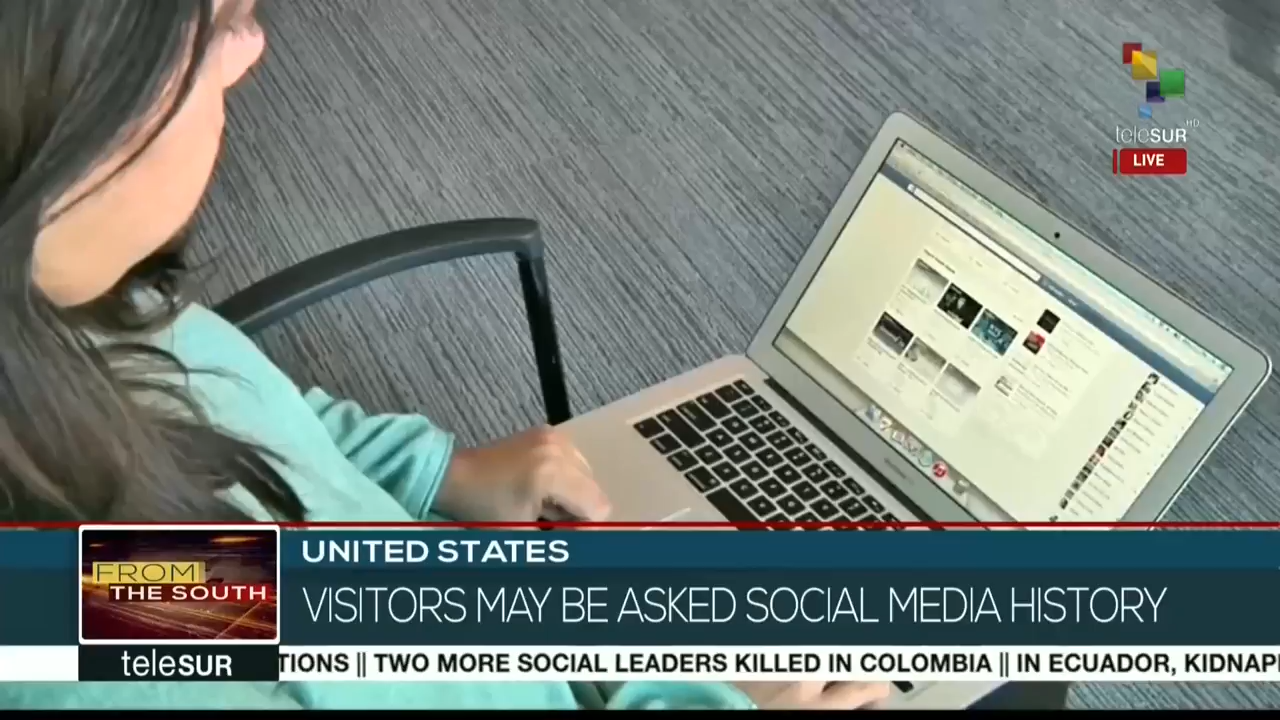 teleSUR HD
LIVE
UNITED STATES
FROM
THE SOUTH
VISITORS MAY BE ASKED SOCIAL MEDIA HISTORY
teleSUR
TIONS || TWO MORE SOCIAL LEADERS KILLED IN COLOMBIA || IN ECUADOR, KIDNAP